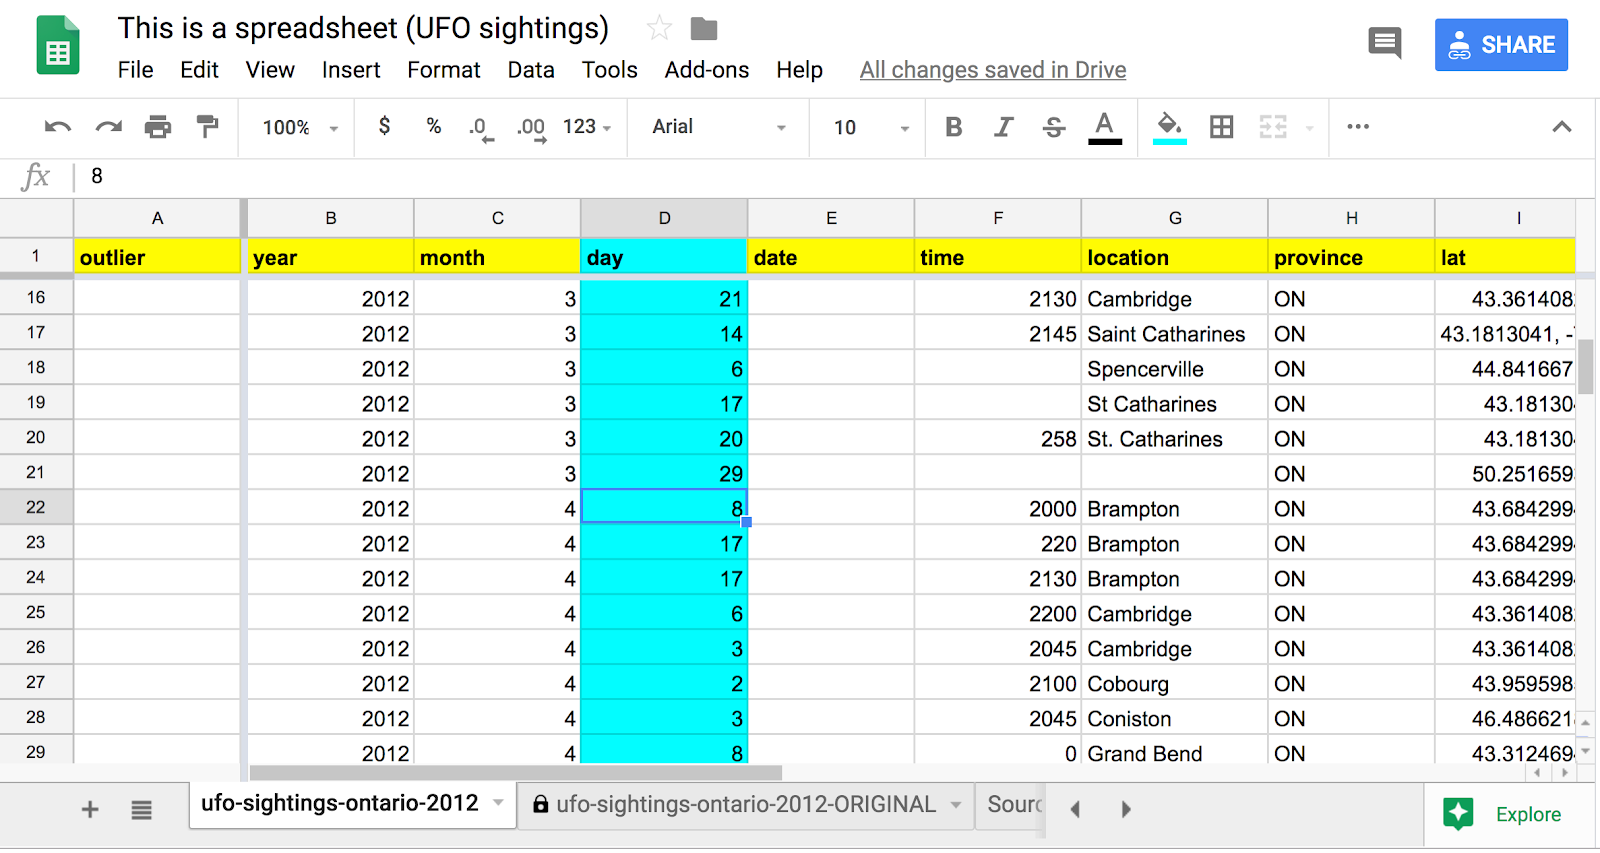 This is a spreadsheet (UFO sightings)
File Edit View Insert Format Data Tools Add-ons Help All changes saved in Drive
SHARE
100% $ % .0 .00 123 Arial 10 B I S A
fx 8
A B C D E F G H I
1 outlier year month day date time location province lat
16 2012 3 21 2130 Cambridge ON 43.361408
17 2012 3 14 2145 Saint Catharines ON 43.1813041, -
18 2012 3 6 Spencerville ON 44.841667
19 2012 3 17 St Catharines ON 43.18130
20 2012 3 20 258 St. Catharines ON 43.18130
21 2012 3 29 ON 50.251659
22 2012 4 8 2000 Brampton ON 43.684299
23 2012 4 17 220 Brampton ON 43.684299
24 2012 4 17 2130 Brampton ON 43.684299
25 2012 4 6 2200 Cambridge ON 43.361408
26 2012 4 3 2045 Cambridge ON 43.361408
27 2012 4 2 2100 Cobourg ON 43.959598
28 2012 4 3 2045 Coniston ON 46.486621
29 2012 4 8 0 Grand Bend ON 43.312469
+ ufo-sightings-ontario-2012 ufo-sightings-ontario-2012-ORIGINAL Sour Explore